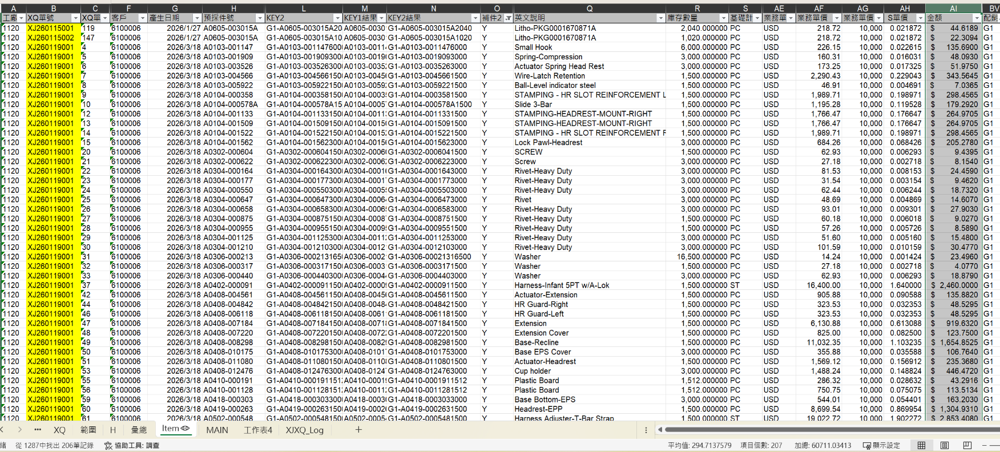 A B C F G H L M N O Q R S AE AF AG AH AI BV
工廠 XQ單號 XQ單 客戶 產生日期 預採件號 KEY2 KEY1結果 KEY2結果 補件2 英文說明 庫存數量 基礎計 業務單 業務單價 業務單價 S單價 金額 配銷
1120 XJ260115001 119 6100006 2026/1/27 A0605-003015A G1-A0605-003015A20 A0605-0030 G1-A0605-003015A2040 Y Litho-PKG0001670871A 2,040.000000 PC USD 218.72 10,000 0.021872 $ 44.6189 G1
1120 XJ260115002 147 6100006 2026/1/27 A0605-003015A G1-A0605-003015A10 A0605-0030 G1-A0605-003015A1020 Y Litho-PKG0001670871A 1,020.000000 PC USD 218.72 10,000 0.021872 $ 22.3094 G1
1120 XJ260119001 4 6100006 2026/3/18 A0103-001147 G1-A0103-0011476000 A0103-0011 G1-A0103-0011476000 Y Small Hook 6,000.000000 PC USD 226.15 10,000 0.022615 $ 135.6900 G1
1120 XJ260119001 5 6100006 2026/3/18 A0103-001909 G1-A0103-0019093000 A0103-0019 G1-A0103-0019093000 Y Spring-Compression 3,000.000000 PC USD 160.31 10,000 0.016031 $ 48.0930 G1
1120 XJ260119001 6 6100006 2026/3/18 A0103-003526 G1-A0103-0035263000 A0103-0035 G1-A0103-0035263000 Y Actuator Spring Head Rest 3,000.000000 PC USD 173.25 10,000 0.017325 $ 51.9750 G1
1120 XJ260119001 7 6100006 2026/3/18 A0103-004566 G1-A0103-0045661500 A0103-0045 G1-A0103-0045661500 Y Wire-Latch Retention 1,500.000000 PC USD 2,290.43 10,000 0.229043 $ 343.5645 G1
1120 XJ260119001 8 6100006 2026/3/18 A0103-005922 G1-A0103-0059221500 A0103-0059 G1-A0103-0059221500 Y Ball-Level indicator steel 1,500.000000 PC USD 46.91 10,000 0.004691 $ 7.0365 G1
1120 XJ260119001 9 6100006 2026/3/18 A0104-000358 G1-A0104-0003581500 A0104-0003 G1-A0104-0003581500 Y STAMPING - HR SLOT REINFORCEMENT L 1,500.000000 PC USD 1,989.71 10,000 0.198971 $ 298.4565 G1
1120 XJ260119001 10 6100006 2026/3/18 A0104-000578A G1-A0104-000578A15 A0104-0005 G1-A0104-000578A1500 Y Slide 3-Bar 1,500.000000 PC USD 1,195.28 10,000 0.119528 $ 179.2920 G1
1120 XJ260119001 12 6100006 2026/3/18 A0104-001133 G1-A0104-0011331500 A0104-0011 G1-A0104-0011331500 Y STAMPING-HEADREST-MOUNT-RIGHT 1,500.000000 PC USD 1,766.47 10,000 0.176647 $ 264.9705 G1
1120 XJ260119001 13 6100006 2026/3/18 A0104-001509 G1-A0104-0015091500 A0104-0015 G1-A0104-0015091500 Y STAMPING-HEADREST-MOUNT-RIGHT 1,500.000000 PC USD 1,766.47 10,000 0.176647 $ 264.9705 G1
1120 XJ260119001 14 6100006 2026/3/18 A0104-001522 G1-A0104-0015221500 A0104-0015 G1-A0104-0015221500 Y STAMPING - HR SLOT REINFORCEMENT F 1,500.000000 PC USD 1,989.71 10,000 0.198971 $ 298.4565 G1
1120 XJ260119001 15 6100006 2026/3/18 A0104-001562 G1-A0104-0015623000 A0104-0015 G1-A0104-0015623000 Y Lock Pawl-Headrest 3,000.000000 PC USD 684.26 10,000 0.068426 $ 205.2780 G1
1120 XJ260119001 20 6100006 2026/3/18 A0302-000604 G1-A0302-0006041500 A0302-0006 G1-A0302-0006041500 Y SCREW 1,500.000000 PC USD 62.93 10,000 0.006293 $ 9.4395 G1
1120 XJ260119001 21 6100006 2026/3/18 A0302-000622 G1-A0302-0006223000 A0302-0006 G1-A0302-0006223000 Y Screw 3,000.000000 PC USD 27.18 10,000 0.002718 $ 8.1540 G1
1120 XJ260119001 22 6100006 2026/3/18 A0304-000164 G1-A0304-0001643000 A0304-0001 G1-A0304-0001643000 Y Rivet-Heavy Duty 3,000.000000 PC USD 81.53 10,000 0.008153 $ 24.4590 G1
1120 XJ260119001 23 6100006 2026/3/18 A0304-000177 G1-A0304-0001773000 A0304-0001 G1-A0304-0001773000 Y Rivet-Heavy Duty 3,000.000000 PC USD 31.54 10,000 0.003154 $ 9.4620 G1
1120 XJ260119001 24 6100006 2026/3/18 A0304-000550 G1-A0304-0005503000 A0304-0005 G1-A0304-0005503000 Y Rivet-Heavy Duty 3,000.000000 PC USD 62.44 10,000 0.006244 $ 18.7320 G1
1120 XJ260119001 25 6100006 2026/3/18 A0304-000647 G1-A0304-0006473000 A0304-0006 G1-A0304-0006473000 Y Rivet 3,000.000000 PC USD 48.69 10,000 0.004869 $ 14.6070 G1
1120 XJ260119001 26 6100006 2026/3/18 A0304-000658 G1-A0304-0006583000 A0304-0006 G1-A0304-0006583000 Y Rivet-Heavy Duty 3,000.000000 PC USD 93.01 10,000 0.009301 $ 27.9030 G1
1120 XJ260119001 27 6100006 2026/3/18 A0304-000875 G1-A0304-0008751500 A0304-0008 G1-A0304-0008751500 Y Rivet-Heavy Duty 1,500.000000 PC USD 60.18 10,000 0.006018 $ 9.0270 G1
1120 XJ260119001 28 6100006 2026/3/18 A0304-000955 G1-A0304-0009551500 A0304-0009 G1-A0304-0009551500 Y Rivet-Heavy Duty 1,500.000000 PC USD 57.26 10,000 0.005726 $ 8.5890 G1
1120 XJ260119001 29 6100006 2026/3/18 A0304-001125 G1-A0304-0011253000 A0304-0011 G1-A0304-0011253000 Y Rivet-Heavy Duty 3,000.000000 PC USD 51.60 10,000 0.005160 $ 15.4800 G1
1120 XJ260119001 30 6100006 2026/3/18 A0304-001210 G1-A0304-0012103000 A0304-0012 G1-A0304-0012103000 Y Rivet-Heavy Duty 3,000.000000 PC USD 101.59 10,000 0.010159 $ 30.4770 G1
1120 XJ260119001 31 6100006 2026/3/18 A0306-000213 G1-A0306-0002131650 A0306-0002 G1-A0306-00021316500 Y Washer 16,500.000000 PC USD 14.24 10,000 0.001424 $ 23.4960 G1
1120 XJ260119001 32 6100006 2026/3/18 A0306-000317 G1-A0306-0003171500 A0306-0003 G1-A0306-0003171500 Y Washer 1,500.000000 PC USD 27.18 10,000 0.002718 $ 4.0770 G1
1120 XJ260119001 33 6100006 2026/3/18 A0306-000440 G1-A0306-0004403000 A0306-0004 G1-A0306-0004403000 Y Washer 3,000.000000 PC USD 62.93 10,000 0.006293 $ 18.8790 G1
1120 XJ260119001 37 6100006 2026/3/18 A0402-000091 G1-A0402-0000911500 A0402-0000 G1-A0402-0000911500 Y Harness-Infant 5PT w/A-Lok 1,500.000000 ST USD 16,400.00 10,000 1.640000 $ 2,460.0000 G1
1120 XJ260119001 42 6100006 2026/3/18 A0408-004561 G1-A0408-0045611500 A0408-0045 G1-A0408-0045611500 Y Actuator-Extension 1,500.000000 PC USD 905.88 10,000 0.090588 $ 135.8820 G1
1120 XJ260119001 44 6100006 2026/3/18 A0408-004842 G1-A0408-0048421500 A0408-0048 G1-A0408-0048421500 Y HR Guard-Right 1,500.000000 PC USD 323.53 10,000 0.032353 $ 48.5295 G1
1120 XJ260119001 46 6100006 2026/3/18 A0408-006118 G1-A0408-0061181500 A0408-0061 G1-A0408-0061181500 Y HR Guard-Left 1,500.000000 PC USD 323.53 10,000 0.032353 $ 48.5295 G1
1120 XJ260119001 47 6100006 2026/3/18 A0408-007184 G1-A0408-0071841500 A0408-0071 G1-A0408-0071841500 Y Extension 1,500.000000 PC USD 6,130.88 10,000 0.613088 $ 919.6320 G1
1120 XJ260119001 48 6100006 2026/3/18 A0408-007220 G1-A0408-0072201500 A0408-0072 G1-A0408-0072201500 Y Extension Cover 1,500.000000 PC USD 825.00 10,000 0.082500 $ 123.7500 G1
1120 XJ260119001 49 6100006 2026/3/18 A0408-008298 G1-A0408-0082981500 A0408-0082 G1-A0408-0082981500 Y Base-Recline 1,500.000000 PC USD 11,032.35 10,000 1.103235 $ 1,654.8525 G1
1120 XJ260119001 50 6100006 2026/3/18 A0408-010175 G1-A0408-0101753000 A0408-0101 G1-A0408-0101753000 Y Base EPS Cover 3,000.000000 PC USD 355.88 10,000 0.035588 $ 106.7640 G1
1120 XJ260119001 51 6100006 2026/3/18 A0408-011080 G1-A0408-0110801500 A0408-0110 G1-A0408-0110801500 Y Actuator-Headrest 1,500.000000 PC USD 1,569.12 10,000 0.156912 $ 235.3680 G1
1120 XJ260119001 53 6100006 2026/3/18 A0408-012476 G1-A0408-0124763000 A0408-0124 G1-A0408-0124763000 Y Cup holder 3,000.000000 PC USD 1,488.24 10,000 0.148824 $ 446.4720 G1
1120 XJ260119001 55 6100006 2026/3/18 A0410-000191 G1-A0410-0001911512 A0410-0001 G1-A0410-0001911512 Y Plastic Board 1,512.000000 PC USD 286.32 10,000 0.028632 $ 43.2916 G1
1120 XJ260119001 56 6100006 2026/3/18 A0410-001128 G1-A0410-0011281512 A0410-0011 G1-A0410-0011281512 Y Plastic Board 1,512.000000 PC USD 750.75 10,000 0.075075 $ 113.5134 G1
1120 XJ260119001 59 6100006 2026/3/18 A0418-000303 G1-A0418-0003033000 A0418-0003 G1-A0418-0003033000 Y Base Bottom-EPS 3,000.000000 PC USD 544.01 10,000 0.054401 $ 163.2030 G1
1120 XJ260119001 60 6100006 2026/3/18 A0419-000263 G1-A0419-0002631500 A0419-0002 G1-A0419-0002631500 Y Headrest-EPP 1,500.000000 PC USD 8,699.54 10,000 0.869954 $ 1,304.9310 G1
1120 XJ260119001 61 6100006 2026/3/18 A0502-000548 G1-A0502-0005481500 A0502-0005 G1-A0502-0005481500 Y Harness Adjuster-T-Bar Strap 1,500.000000 ST USD 19,022.72 10,000 1.902272 $ 2,853.4080 G1
XQ 範圍 H 彙總 Item MAIN 工作表4 XJXQ_Log
緒 從 1287中找出 206筆記錄 協助工具: 調查 平均值: 294.7137579 項目個數: 207 加總: 60711.03413 顯示設定